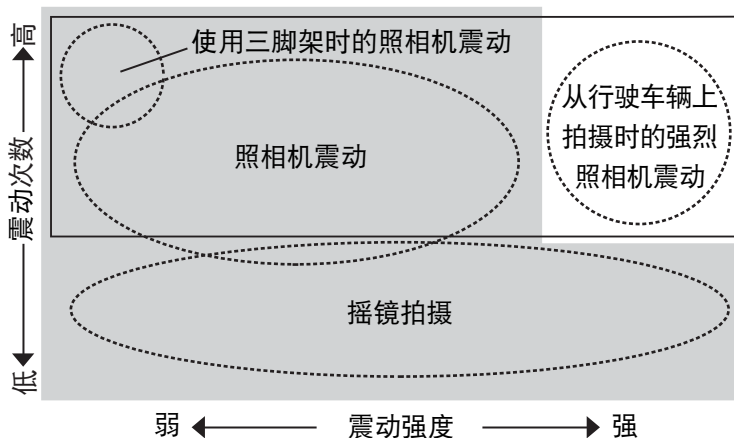 高
震动次数
低
使用三脚架时的照相机震动
照相机震动
从行驶车辆上
拍摄时的强烈
照相机震动
摇镜拍摄
弱
震动强度
强